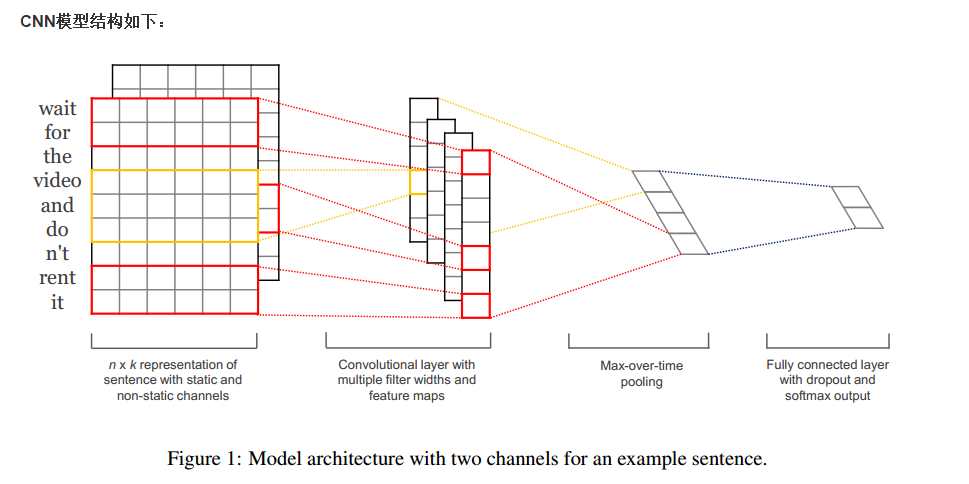 CNN模型结构如下：
wait
for
the
video
and
do
n't
rent
it
n x k representation of
sentence with static and
non-static channels
Convolutional layer with
multiple filter widths and
feature maps
Max-over-time
pooling
Fully connected layer
with dropout and
softmax output
Figure 1: Model architecture with two channels for an example sentence.